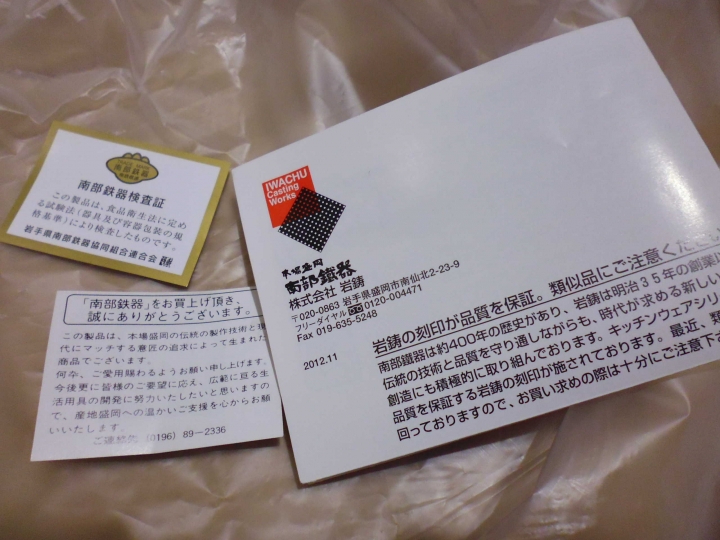 南部鉄器
南部鉄器検査証
この製品は、食品衛生法に定め
る試験法(器具及び容器包装の規
格基準)により検査したものです。
岩手県南部鉄器協同組合連合会
「南部鉄器」をお買上げ頂き、
誠にありがとうございます。
この製品は、本場盛岡の伝統の製作技術と現
代にマッチする意匠の追求によって生まれた
商品でございます。
何卒、ご愛用賜わるようお願い申し上げます。
今後更に皆様のご要望に応え、広範に亘る生
活用具の開発に努力いたしたいと思いますの
で、産地盛岡への温かいご支援を心からお願
いいたします。
ご連絡先 (0196) 89-2336
IWACHU
Casting
Works
本場盛岡
南部鐵器
株式会社 岩鋳
〒020-0863 岩手県盛岡市南仙北2-23-9
フリーダイヤル 0120-004471
Fax 019-635-5248
2012.11
岩鋳の刻印が品質を保証。類似品にご注意ください
南部鐵器は約400年の歴史があり、岩鋳は明治35年の創業以
伝統の技術と品質を守り通しながらも、時代が求める新しい
創造にも積極的に取り組んでおります。キッチンウェアシリ
品質を保証する岩鋳の刻印が施されております。最近、類
回っておりますので、お買い求めの際は十分にご注意下さ